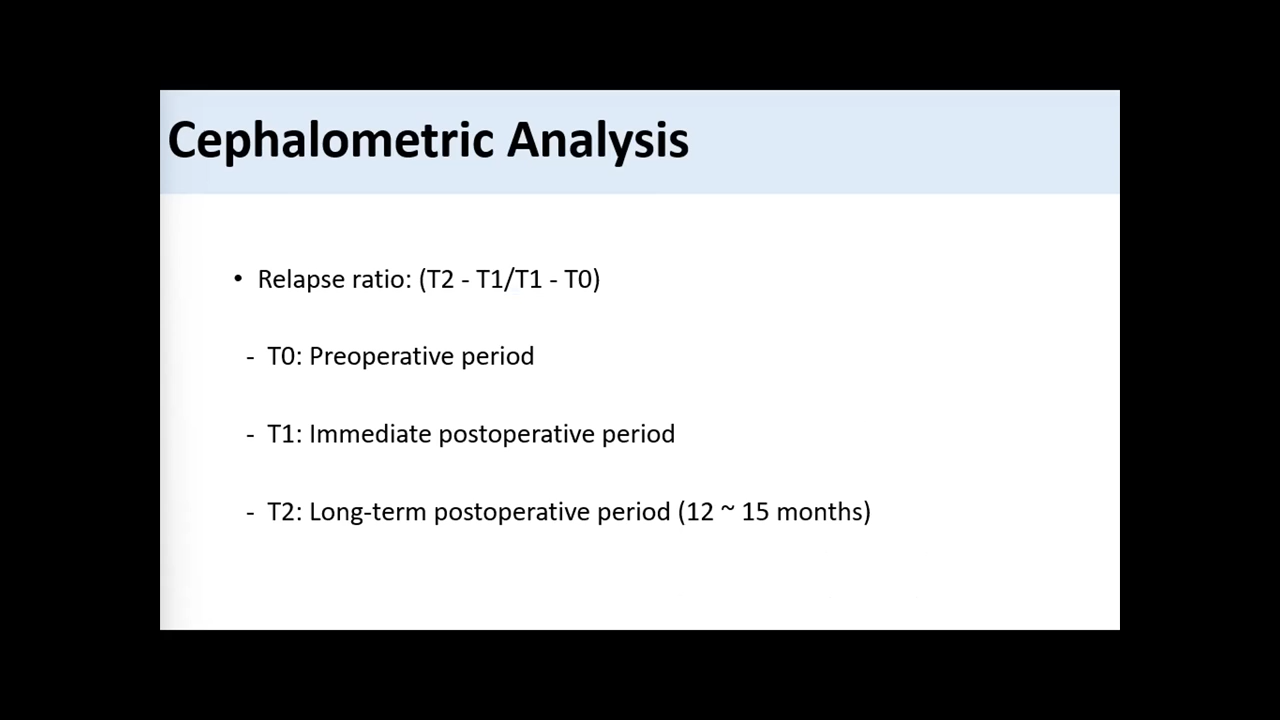 Cephalometric Analysis
• Relapse ratio: (T2 - T1/T1 - T0)
- T0: Preoperative period
- T1: Immediate postoperative period
- T2: Long-term postoperative period (12 ~ 15 months)